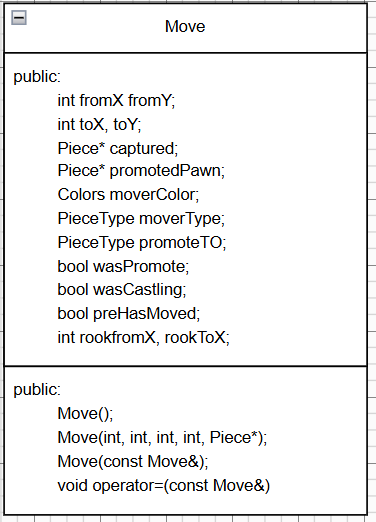 Move
public:
int fromX fromY;
int toX, toY;
Piece* captured;
Piece* promotedPawn;
Colors moverColor;
PieceType moverType;
PieceType promoteTO;
bool wasPromote;
bool wasCastling;
bool preHasMoved;
int rookfromX, rookToX;
public:
Move();
Move(int, int, int, int, Piece*);
Move(const Move&);
void operator=(const Move&)